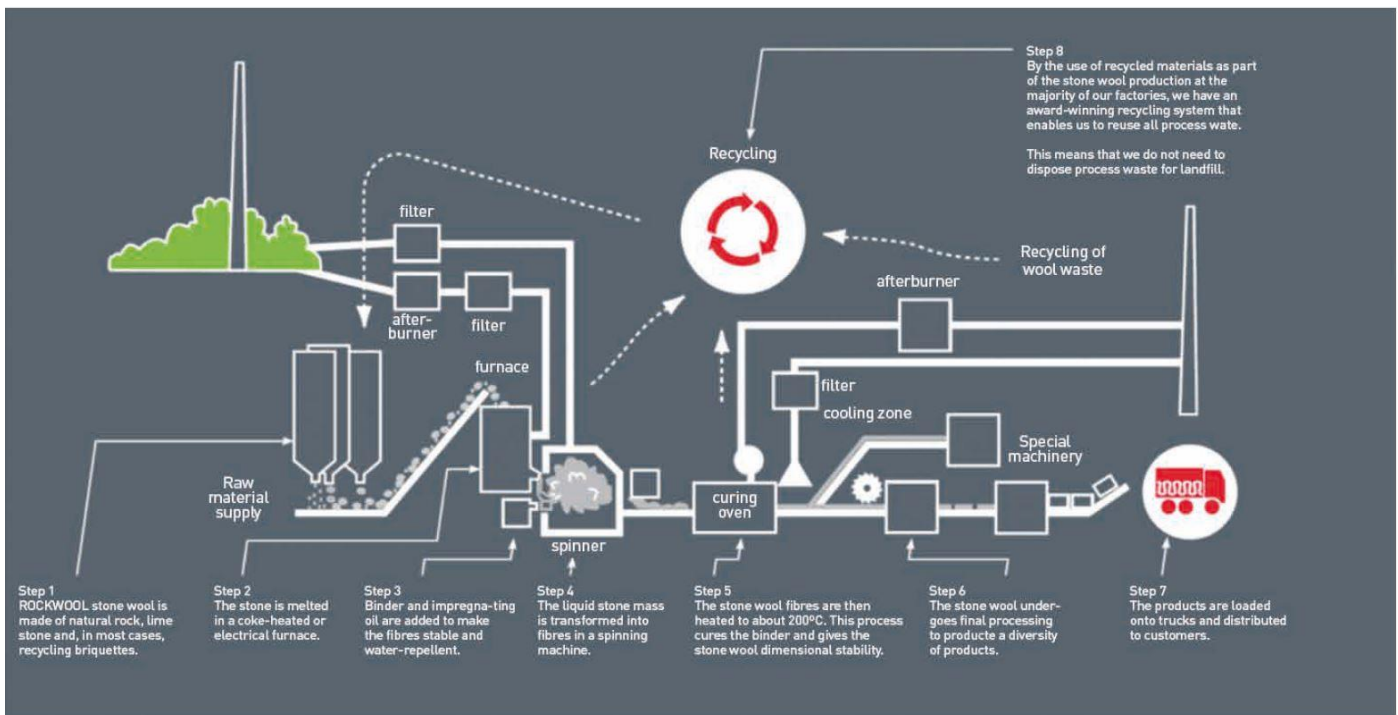 Step 8
By the use of recycled materials as part
of the stone wool production at the
majority of our factories, we have an
award-winning recycling system that
enables us to reuse all process wate.
This means that we do not need to
dispose process waste for landfill.
Recycling
filter
Recycling of
wool waste
afterburner
after-
burner
filter
furnace
filter
cooling zone
Special
machinery
Raw
material
supply
curing
oven
spinner
Step 1
ROCKWOOL stone wool is
made of natural rock, lime
stone and, in most cases,
recycling briquettes.
Step 2
The stone is melted
in a coke-heated or
electrical furnace.
Step 3
Binder and impregna-ting
oil are added to make
the fibres stable and
water-repellent.
Step 4
The liquid stone mass
is transformed into
fibres in a spinning
machine.
Step 5
The stone wool fibres are then
heated to about 200ºC. This process
cures the binder and gives the
stone wool dimensional stability.
Step 6
The stone wool under-
goes final processing
to producte a diversity
of products.
Step 7
The products are loaded
onto trucks and distributed
to customers.